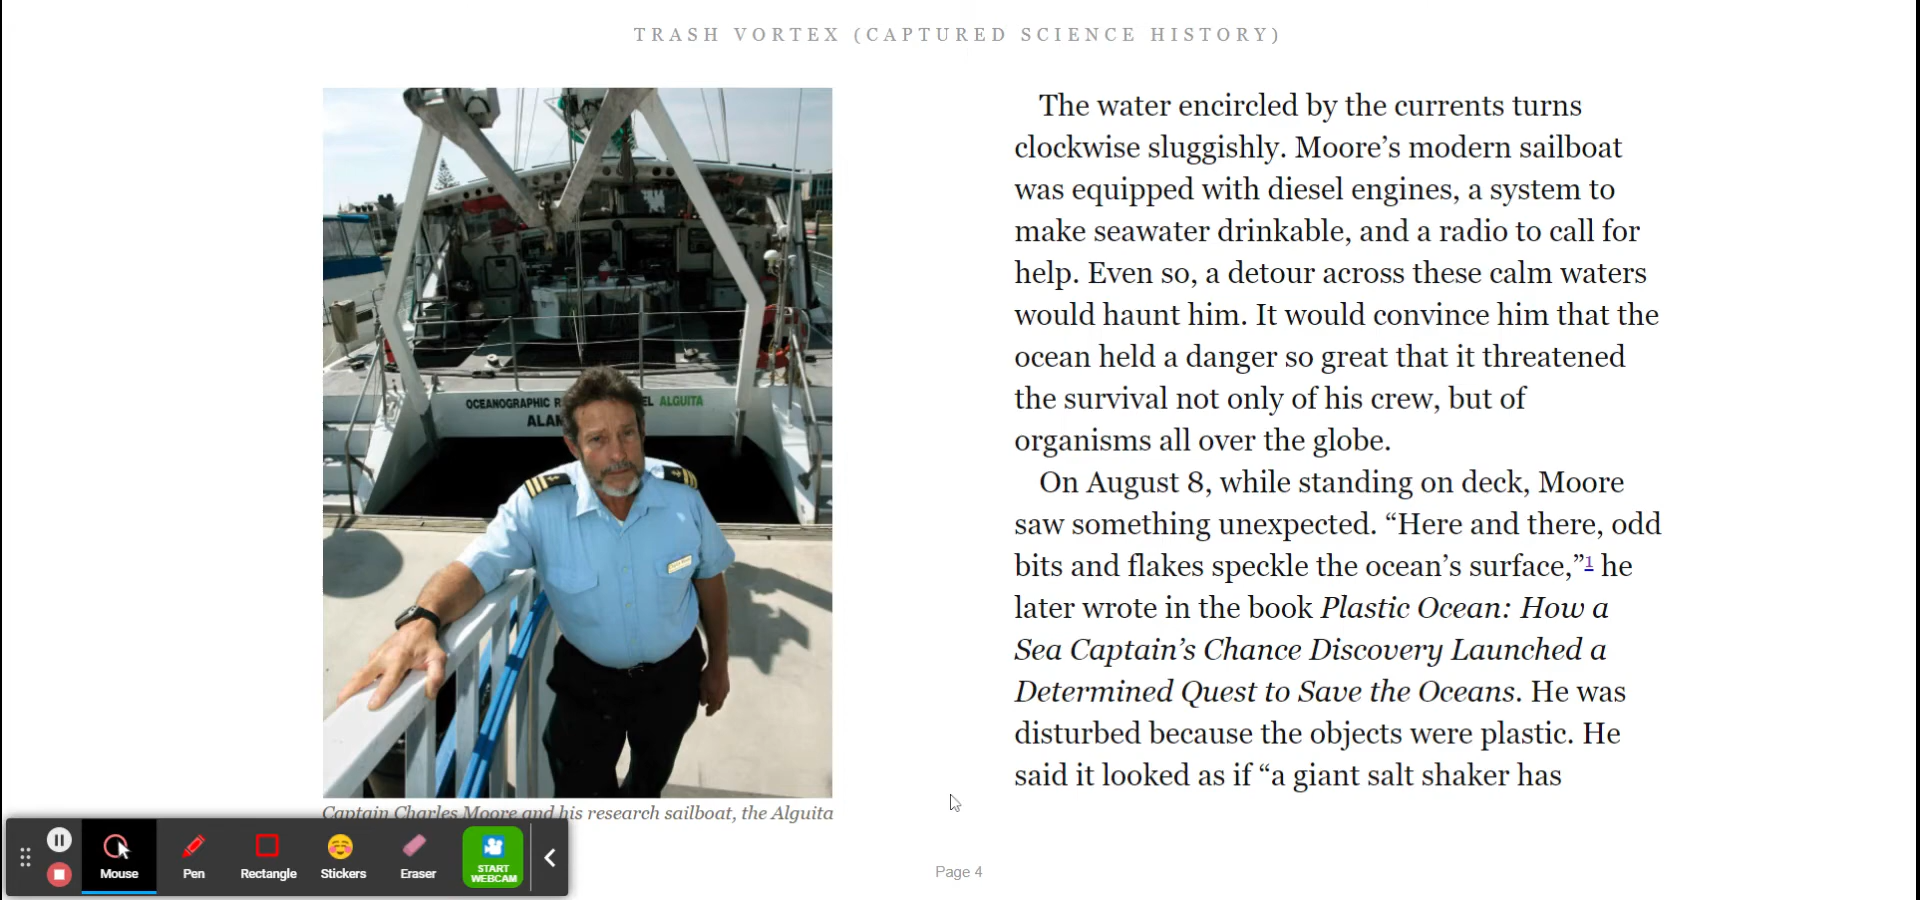 TRASH VORTEX (CAPTURED SCIENCE HISTORY)
OCEANOGRAPHIC
ALGUITA
Captain Charles Moore and his research sailboat, the Alguita
The water encircled by the currents turns
clockwise sluggishly. Moore’s modern sailboat
was equipped with diesel engines, a system to
make seawater drinkable, and a radio to call for
help. Even so, a detour across these calm waters
would haunt him. It would convince him that the
ocean held a danger so great that it threatened
the survival not only of his crew, but of
organisms all over the globe.
On August 8, while standing on deck, Moore
saw something unexpected. “Here and there, odd
bits and flakes speckle the ocean’s surface,”1 he
later wrote in the book Plastic Ocean: How a
Sea Captain’s Chance Discovery Launched a
Determined Quest to Save the Oceans. He was
disturbed because the objects were plastic. He
said it looked as if “a giant salt shaker has
Mouse
Pen
Rectangle
Stickers
Eraser
START
WEBCAM
Page 4